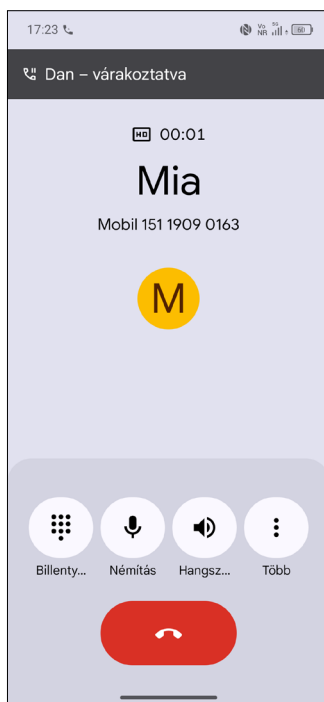 17:23
Vo
NR
5G
60
Dan – várakoztatva
HD 00:01
Mia
Mobil 151 1909 0163
M
Billenty... Némítás Hangsz... Több